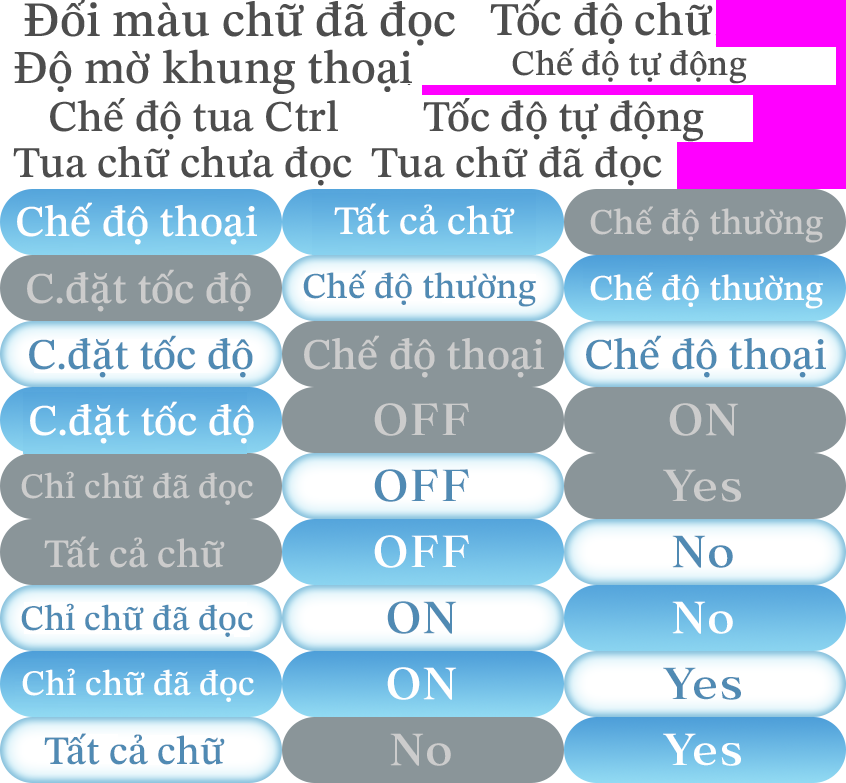 Đối màu chữ đã đọc Tốc độ chữ
Độ mờ khung thoại Chế độ tự động
Chế độ tua Ctrl Tốc độ tự động
Tua chữ chưa đọc Tua chữ đã đọc
Chế độ thoại Tất cả chữ Chế độ thường
C.đặt tốc độ Chế độ thường Chế độ thường
C.đặt tốc độ Chế độ thoại Chế độ thoại
C.đặt tốc độ OFF ON
Chỉ chữ đã đọc OFF Yes
Tất cả chữ OFF No
Chỉ chữ đã đọc ON No
Chỉ chữ đã đọc ON Yes
Tất cả chữ No Yes